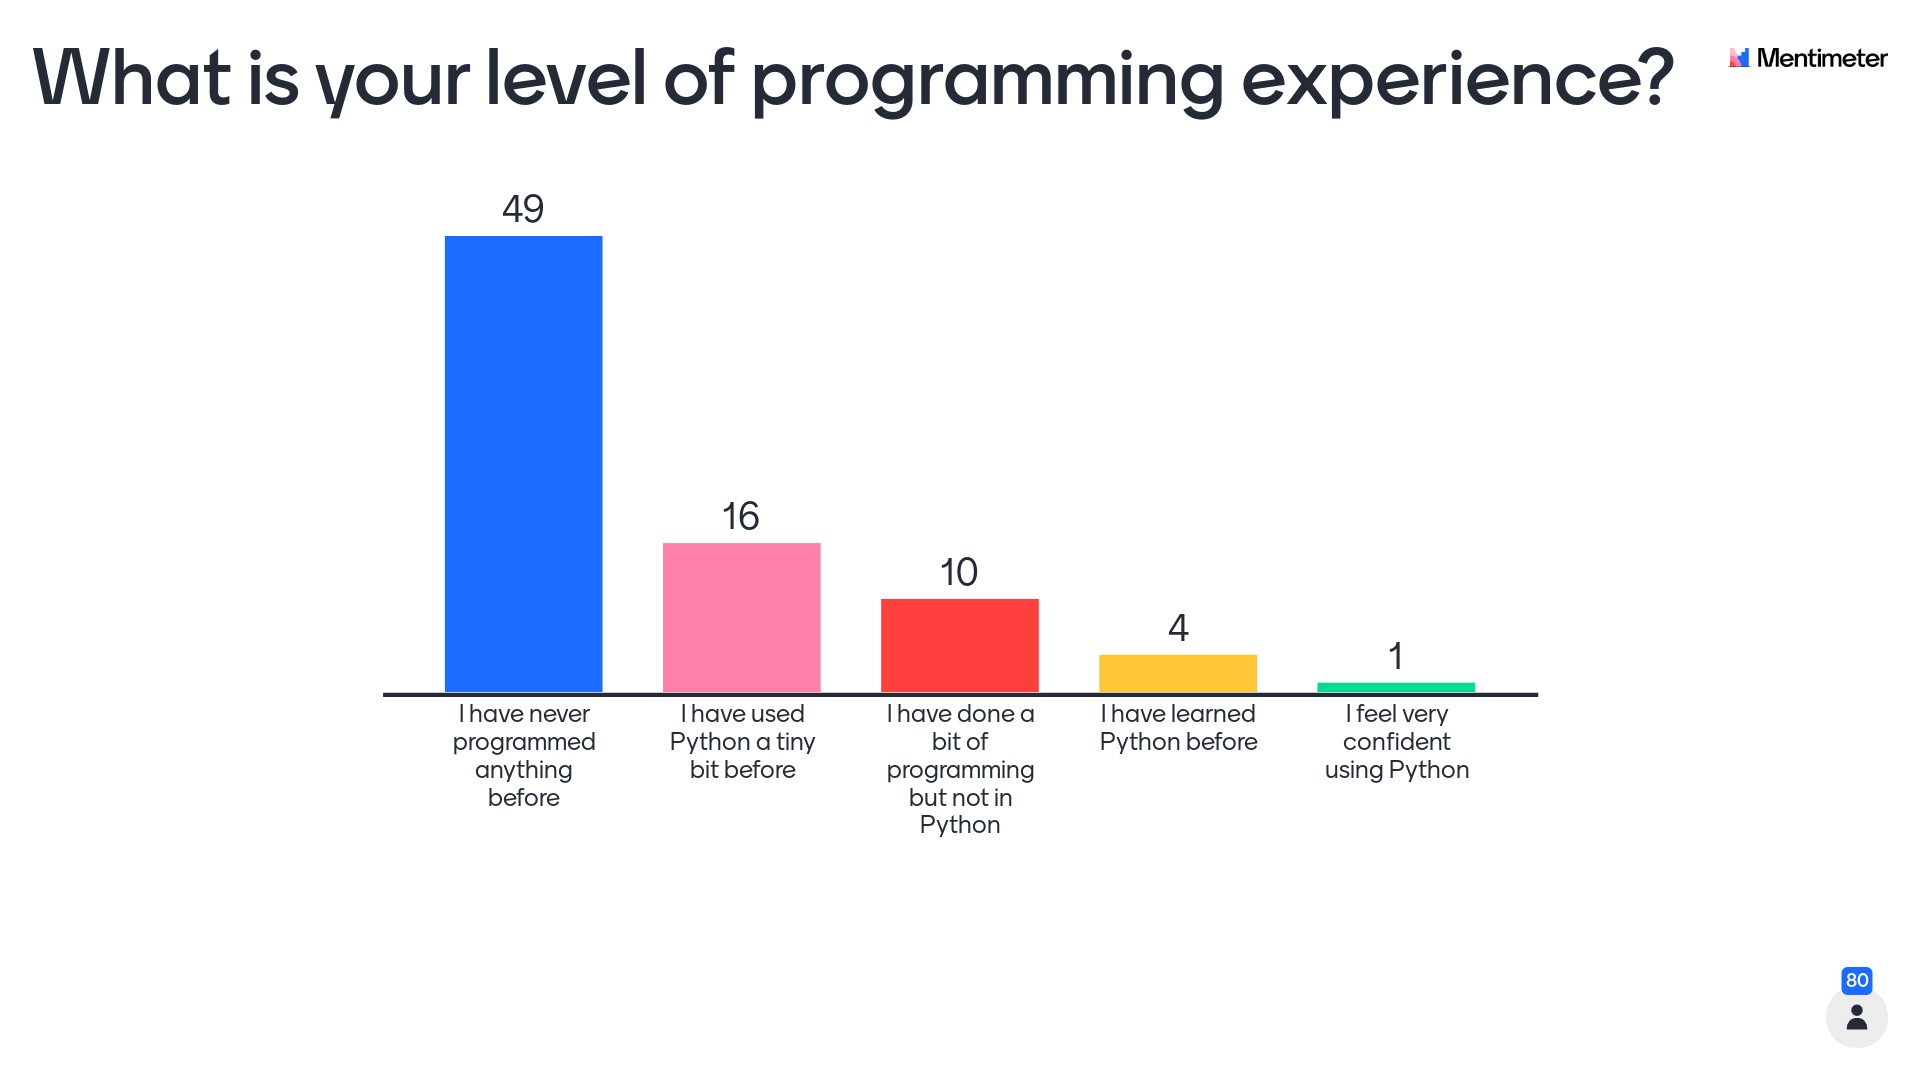 What is your level of programming experience?
Mentimeter
49
16
10
4
1
I have never
programmed
anything
before
I have used
Python a tiny
bit before
I have done a
bit of
programming
but not in
Python
I have learned
Python before
I feel very
confident
using Python
80